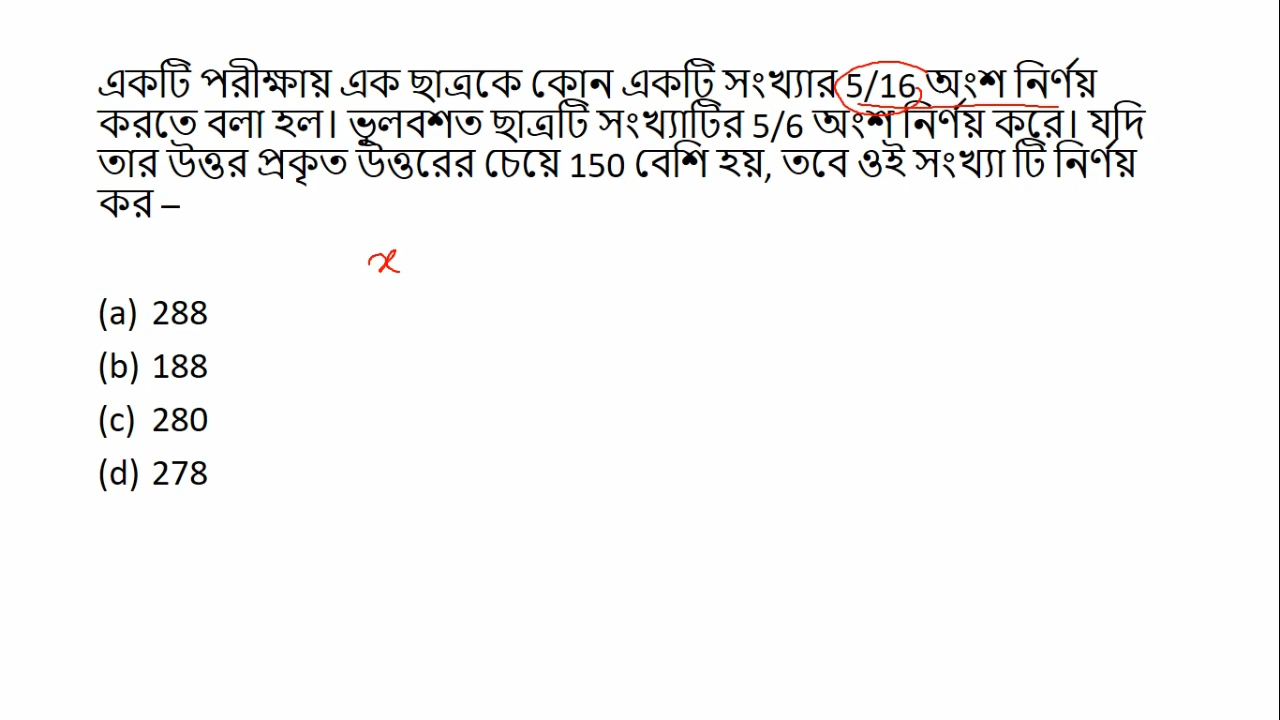 একটি পরীক্ষায় এক ছাত্রকে কোন একটি সংখ্যার 5/16 অংশ নির্ণয়
করতে বলা হল। ভুলবশত ছাত্রটি সংখ্যাটির 5/6 অংশ নির্ণয় করে। যদি
তার উত্তর প্রকৃত উত্তরের চেয়ে 150 বেশি হয়, তবে ওই সংখ্যা টি নির্ণয়
কর –
x
(a) 288
(b) 188
(c) 280
(d) 278